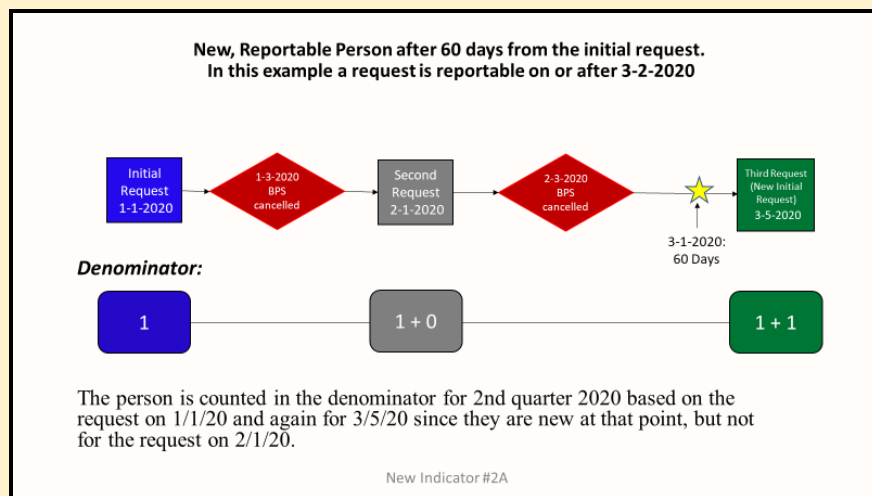 New, Reportable Person after 60 days from the initial request.
In this example a request is reportable on or after 3-2-2020
Initial
Request
1-1-2020
1-3-2020
BPS
cancelled
Second
Request
2-1-2020
2-3-2020
BPS
cancelled
Third Request
(New Initial
Request)
3-5-2020
3-1-2020:
60 Days
Denominator:
1
1 + 0
1 + 1
The person is counted in the denominator for 2nd quarter 2020 based on the
request on 1/1/20 and again for 3/5/20 since they are new at that point, but not
for the request on 2/1/20.
New Indicator #2A